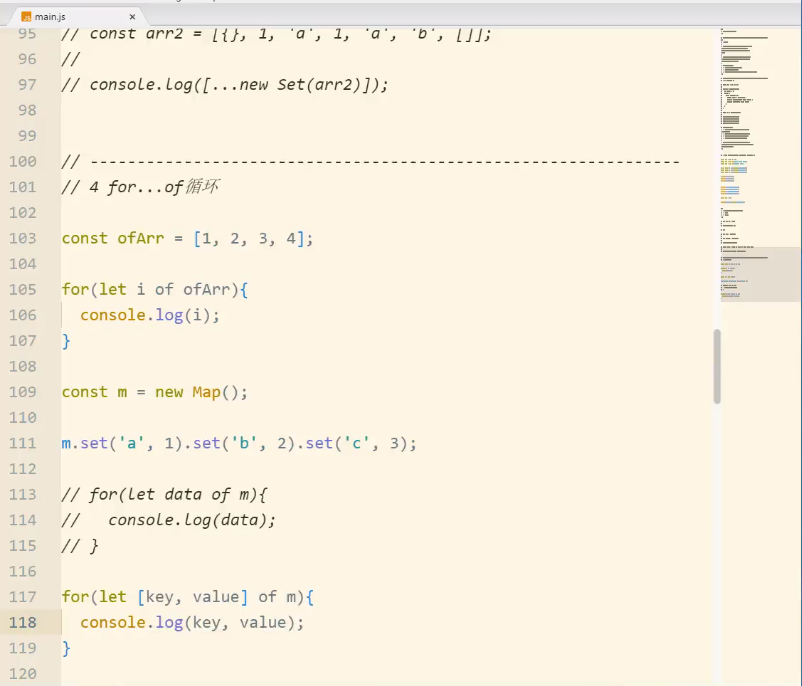 main.js
95 // const arr2 = [{}, 1, 'a', 1, 'a', 'b', []];
96 //
97 // console.log([...new Set(arr2)]);
98
99
100 // ---------------------------------------------------------------
101 // 4 for...of循环
102
103 const ofArr = [1, 2, 3, 4];
104
105 for(let i of ofArr){
106   console.log(i);
107 }
108
109 const m = new Map();
110
111 m.set('a', 1).set('b', 2).set('c', 3);
112
113 // for(let data of m){
114 //   console.log(data);
115 // }
116
117 for(let [key, value] of m){
118   console.log(key, value);
119 }
120